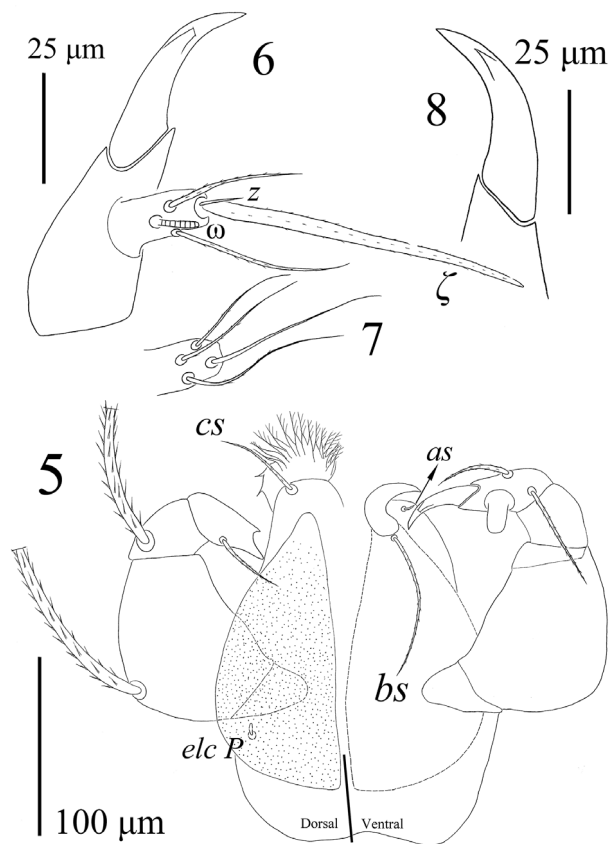 25 μm
6
8
25 μm
z
ω
ζ
7
5
cs
as
bs
elc P
Dorsal Ventral
100 μm